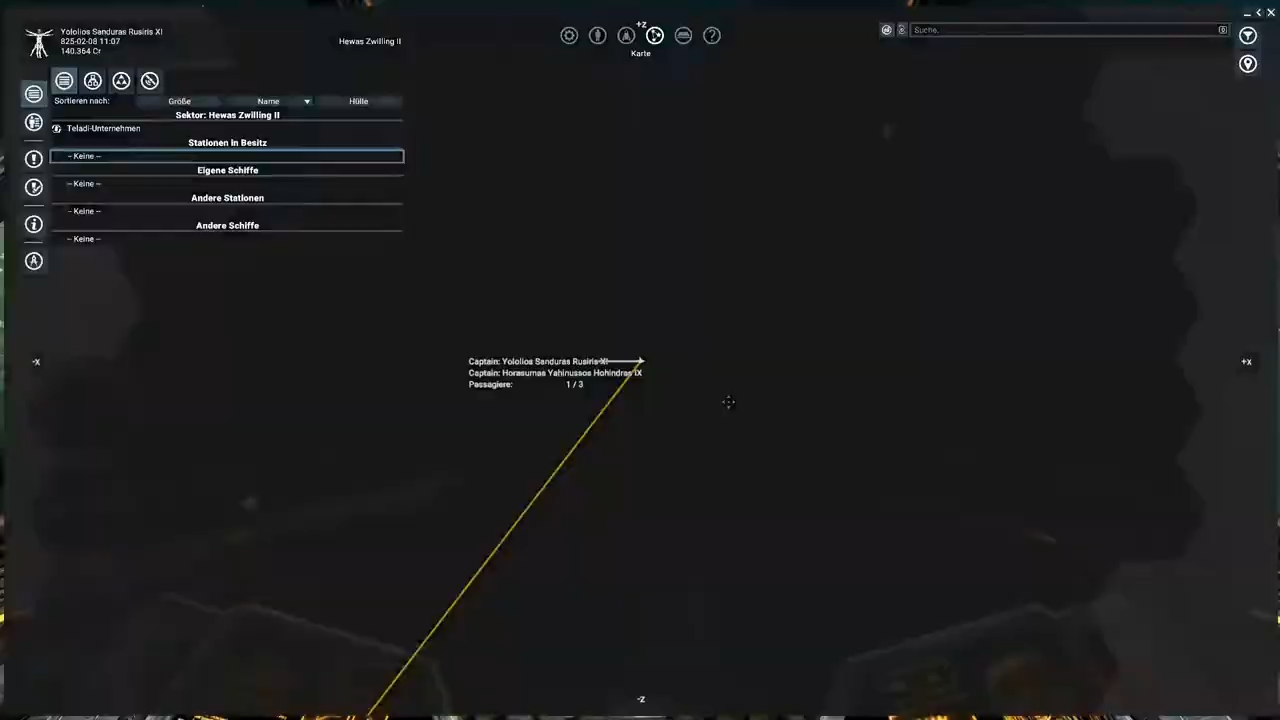 Yololios Sanduras Rusiris XI
825-02-08 11:07
140.364 Cr
Hewas Zwilling II
+Z
Karte
Suche.
Sortieren nach:
Größe
Name
Hülle
Sektor: Hewas Zwilling II
Teladi-Unternehmen
Stationen in Besitz
-- Keine --
Eigene Schiffe
-- Keine --
Andere Stationen
-- Keine --
Andere Schiffe
-- Keine --
-X
Captain: Yololios Sanduras Rusiris XI
Captain: Horasumas Yahinussos Hohindras IX
Passagiere: 1 / 3
+X
-Z